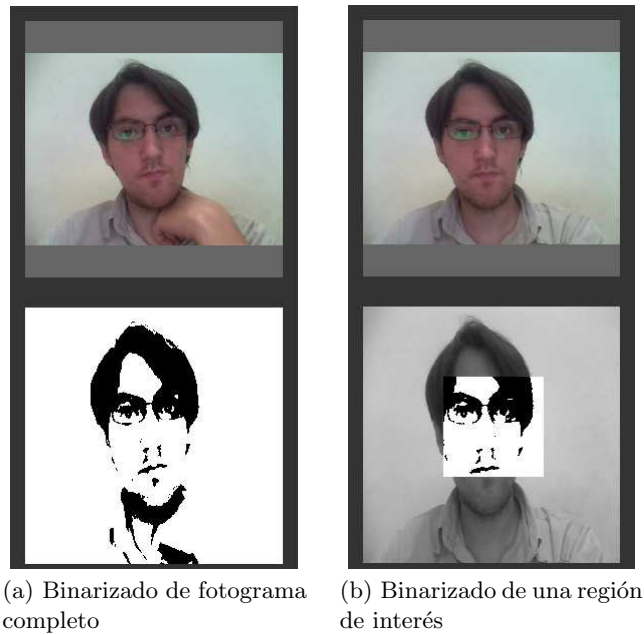 (a) Binarizado de fotograma
completo
(b) Binarizado de una región
de interés